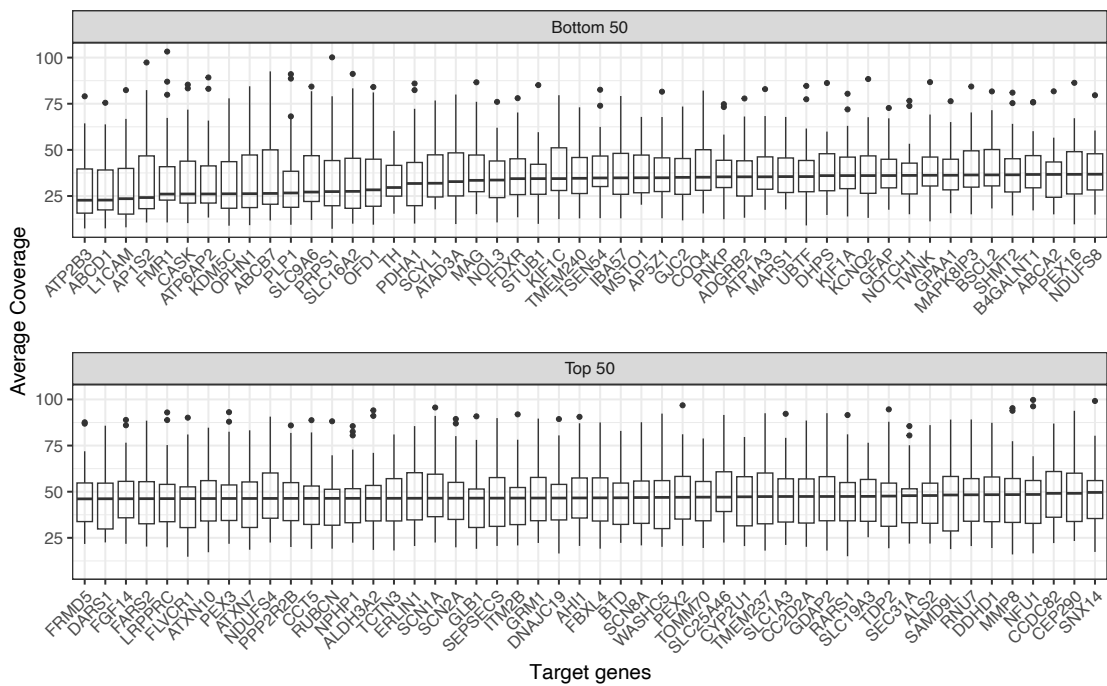 Bottom 50
100
75
50
25
ATP2B3
ABCD1
L1CAM
AP1S2
FMR1
CASK
ATP6AP2
KDM5C
OPHN1
ABCB7
PLP1
SLC9A6
PRPS1
SLC16A2
OFD1
TH
PDHA1
SCYL1
ATAD3A
MAG
NOL3
FDXR
STUB1
KIF1C
TMEM240
TSEN54
IBA57
MSTO1
AP5Z1
GJC2
COQ4
PNKP
ADGRB2
ATP1A3
MARS1
UBTF
DHPS
KIF1A
KCNQ2
GFAP
NOTCH1
TWNK
GPAA1
MAPK8IP3
BSCL2
SHMT2
B4GALNT1
ABCA2
PEX16
NDUFS8
Average Coverage
Top 50
100
75
50
25
FRMD5
DARS1
FGF14
FARS2
LRPPRC
FLVCR1
ATXN10
PEX3
ATXN7
NDUFS4
PPP2R2B
CCT5
RUBCN
NPHP1
ALDH3A2
TCTN3
ERLIN1
SCN1A
SCN2A
GLB1
SEPSECS
ITM2B
GRM1
DNAJC19
AHI1
FBXL4
BTD
SCN8A
WASHC5
PEX2
TOMM70
SLC25A46
CYP2U1
TMEM237
SLC1A3
CC2D2A
GDAP2
RARS1
SLC19A3
TDP2
SEC31A
ALS2
SAMD9L
RNU7
DDHD1
MMP8
NFU1
CCDC82
CEP290
SNX14
Target genes